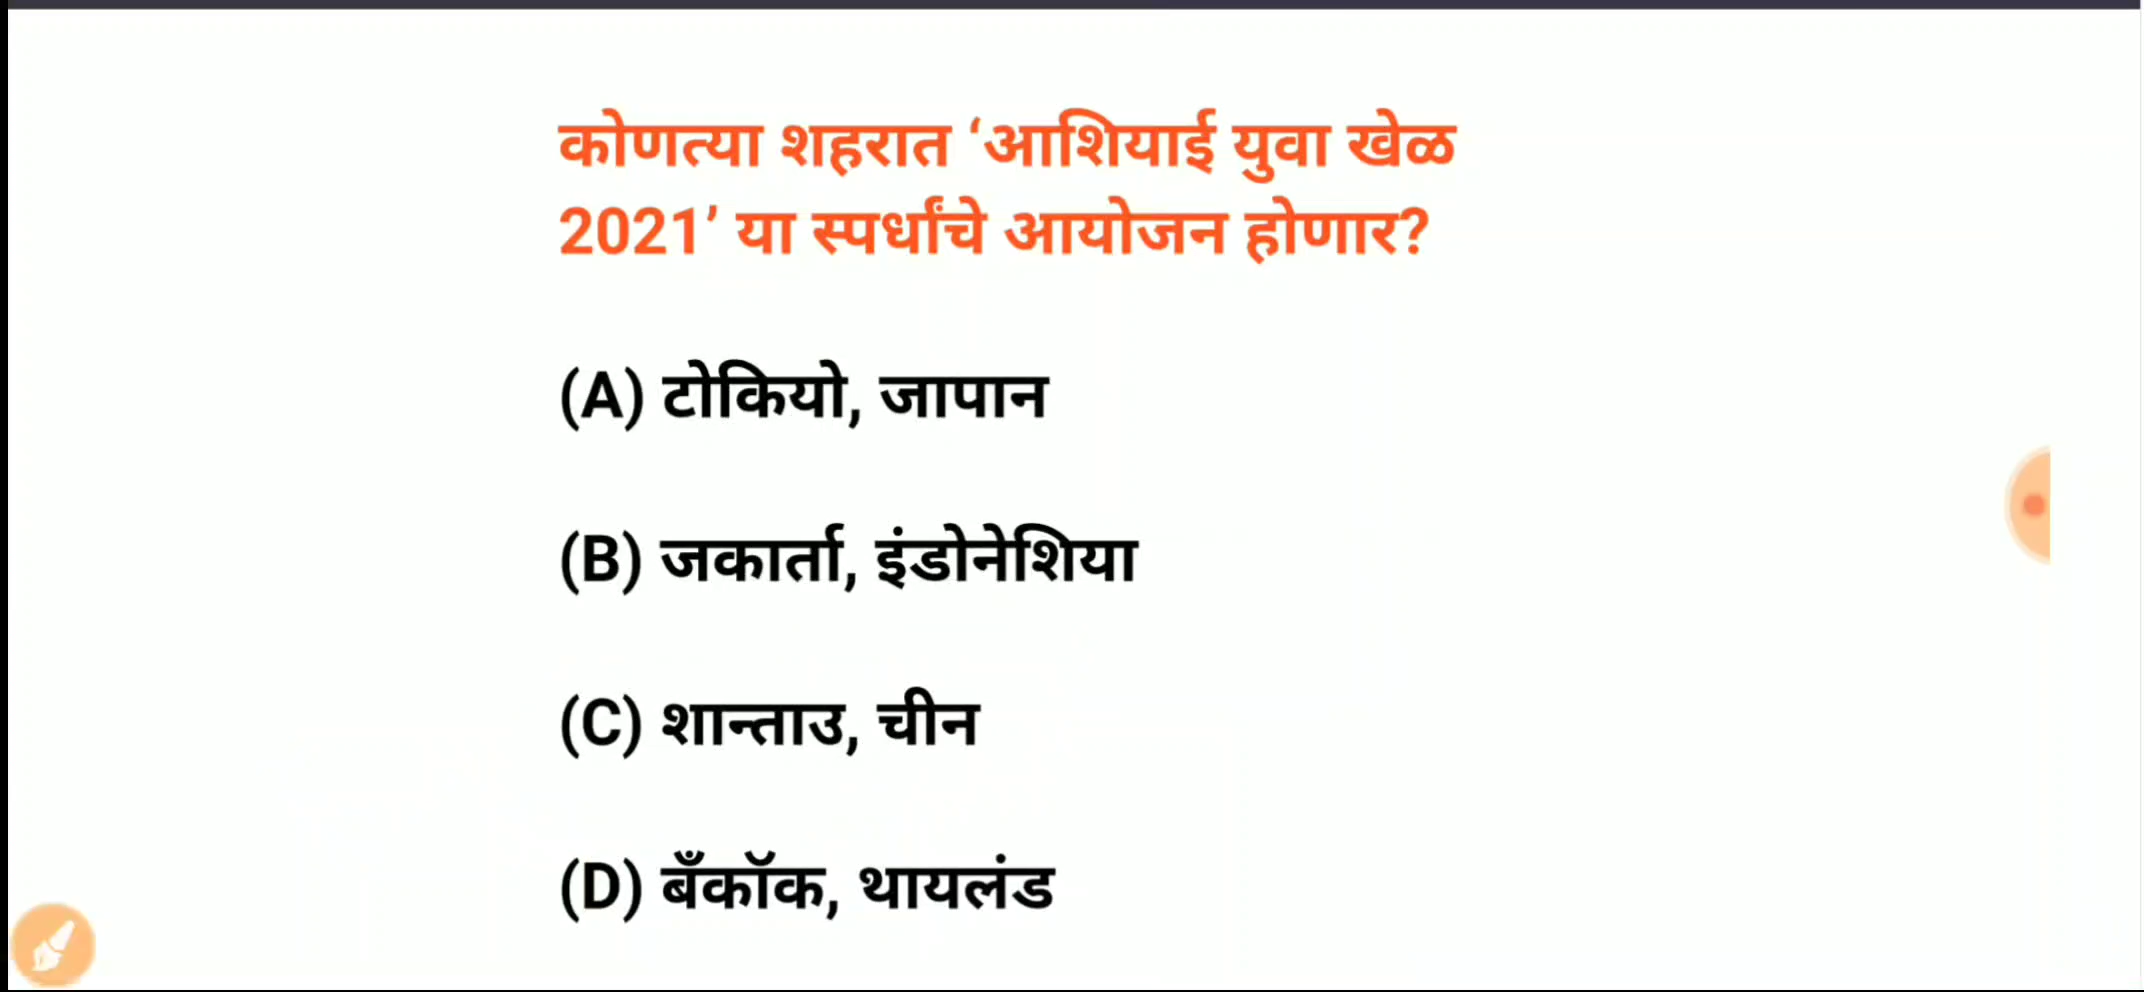 कोणत्या शहरात ‘आशियाई युवा खेळ
2021’ या स्पर्धांचे आयोजन होणार?
(A) टोकियो, जापान
(B) जकार्ता, इंडोनेशिया
(C) शान्ताउ, चीन
(D) बँकॉक, थायलंड